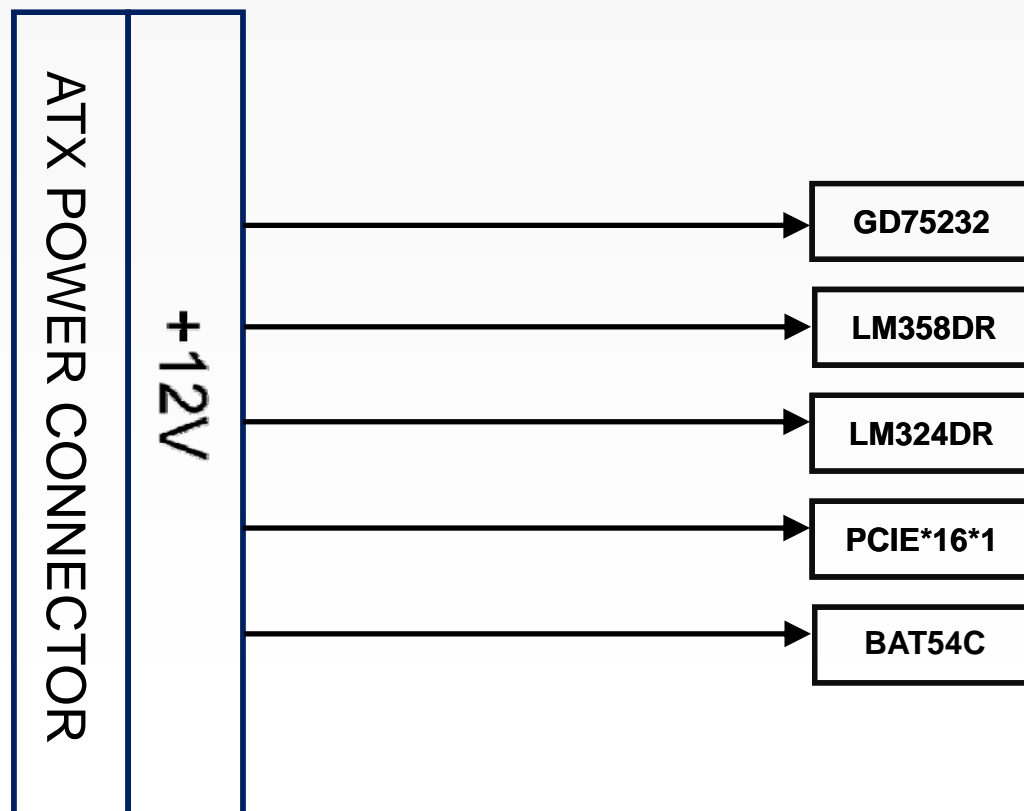 ATX POWER CONNECTOR
+12V
GD75232
LM358DR
LM324DR
PCIE*16*1
BAT54C